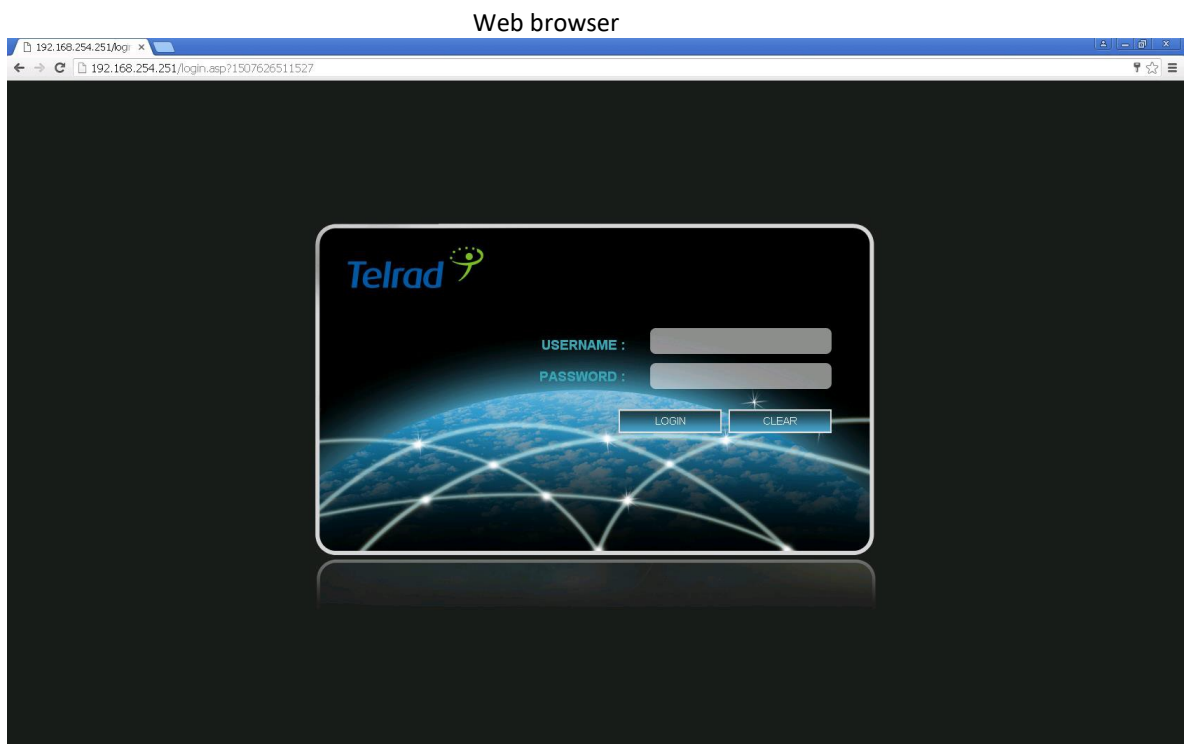 Web browser
192.168.254.251/logi
192.168.254.251/login.asp?1507626511527
Telrad
USERNAME :
PASSWORD :
LOGIN CLEAR